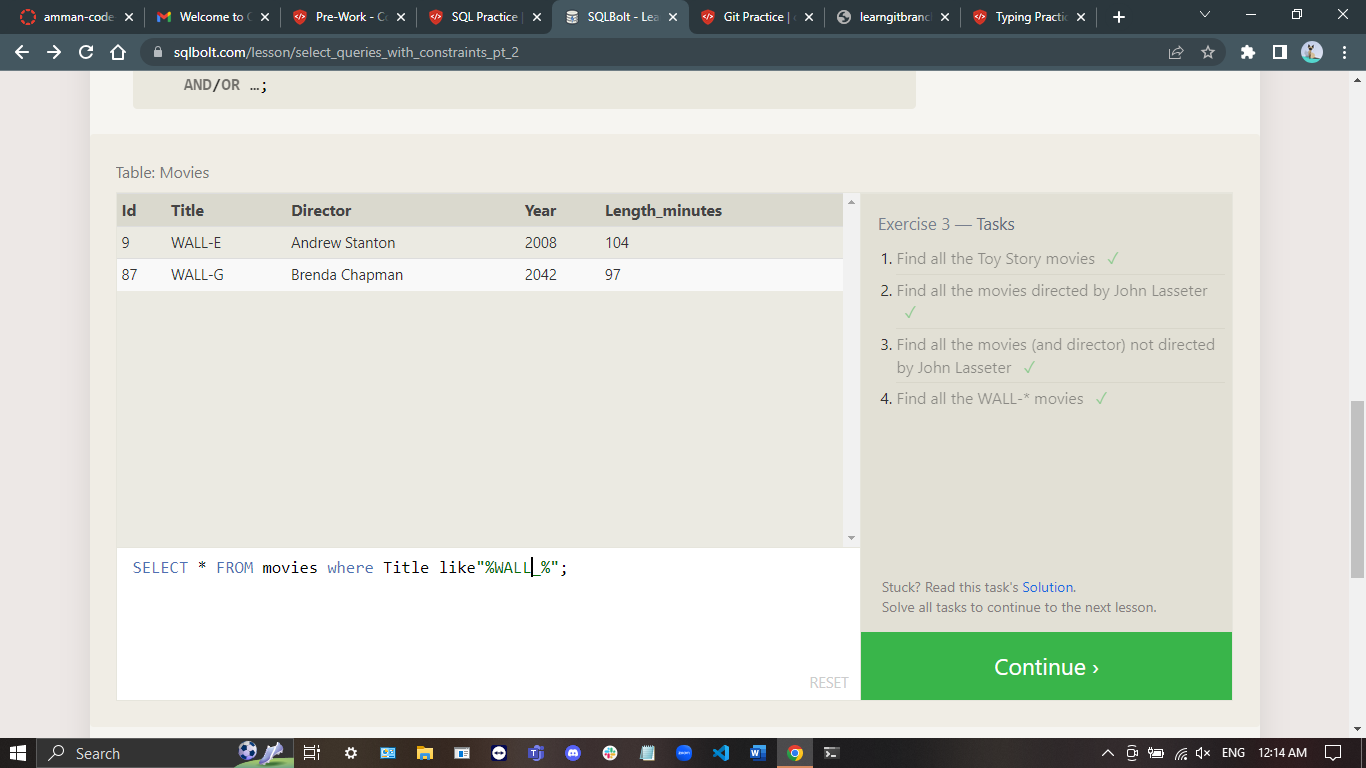 amman-code
Welcome to C
Pre-Work - Co
SQL Practice |
SQLBolt - Lea
Git Practice |
learngitbranc
Typing Practic
sqlbolt.com/lesson/select_queries_with_constraints_pt_2
AND/OR …;
Table: Movies
Id Title Director Year Length_minutes
9 WALL-E Andrew Stanton 2008 104
87 WALL-G Brenda Chapman 2042 97
Exercise 3 — Tasks
1. Find all the Toy Story movies ✓
2. Find all the movies directed by John Lasseter
✓
3. Find all the movies (and director) not directed
by John Lasseter ✓
4. Find all the WALL-* movies ✓
SELECT * FROM movies where Title like"%WALL_%";
RESET
Stuck? Read this task's Solution.
Solve all tasks to continue to the next lesson.
Continue ›
Search
ENG
12:14 AM